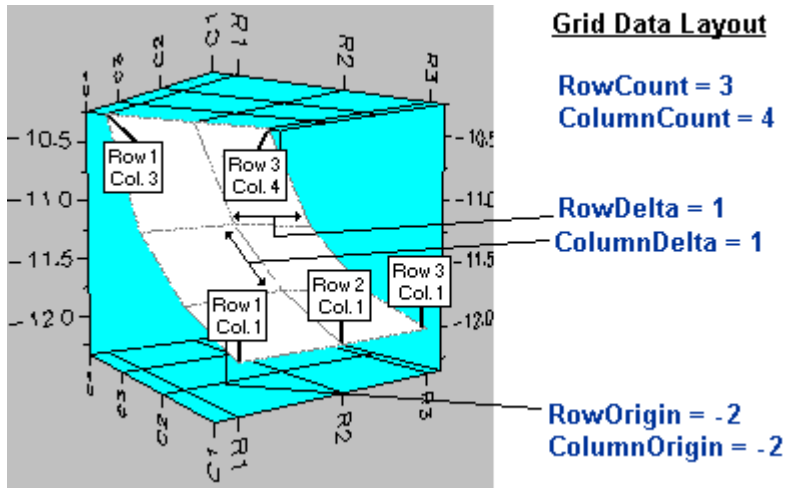 Grid Data Layout
RowCount = 3
ColumnCount = 4
RowDelta = 1
ColumnDelta = 1
RowOrigin = -2
ColumnOrigin = -2
C1
R1
R2
R3
-10.5
-11.0
-11.5
-12.0
-10.5
-11.0
-11.5
-12.0
Row 1
Col. 3
Row 3
Col. 4
Row 1
Col. 1
Row 2
Col. 1
Row 3
Col. 1
C1
R1
R2
R3